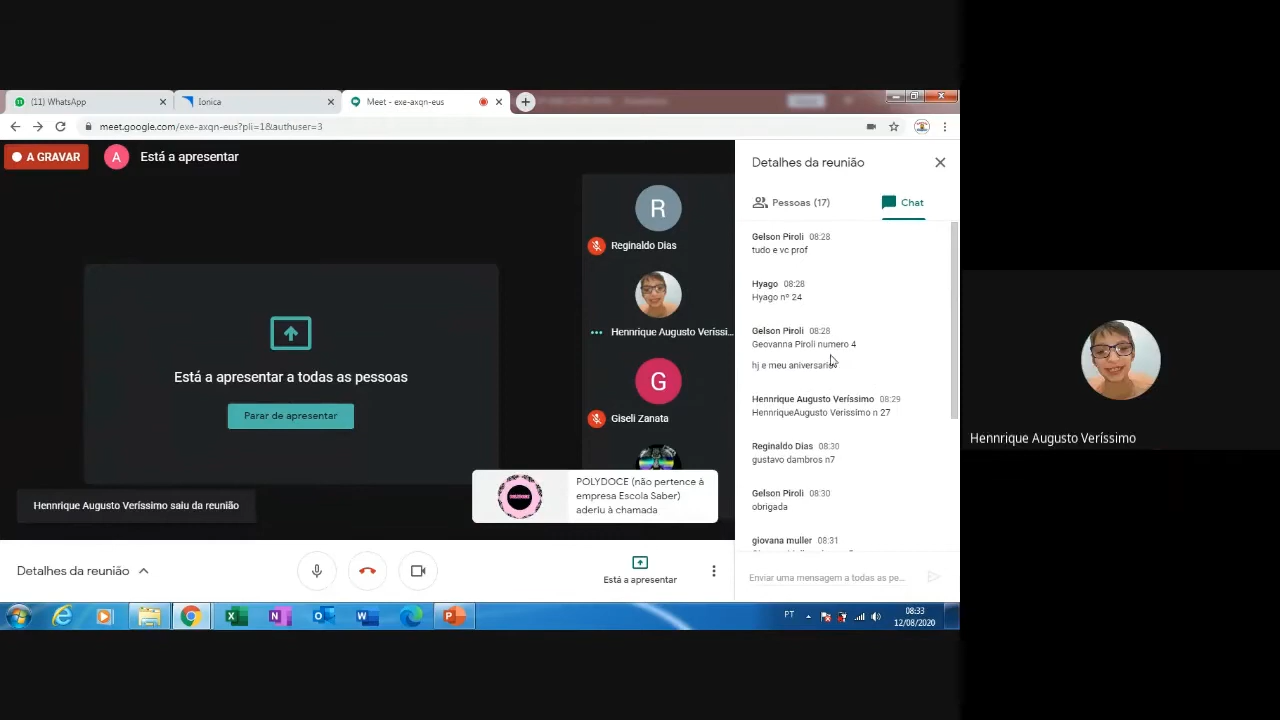 (11) WhatsApp
Ionica
Meet - exe-axqn-eus
meet.google.com/exe-axqn-eus?pli=1&authuser=3
A GRAVAR
A
Está a apresentar
Está a apresentar a todas as pessoas
Parar de apresentar
Hennrique Augusto Veríssimo saiu da reunião
R
Reginaldo Dias
Hennrique Augusto Veríssi...
G
Giseli Zanata
POLYDOCE (não pertence à
empresa Escola Saber)
aderiu à chamada
Detalhes da reunião
Está a apresentar
Detalhes da reunião
Pessoas (17)
Chat
Gelson Piroli 08:28
tudo e vc prof
Hyago 08:28
Hyago nº 24
Gelson Piroli 08:28
Geovanna Piroli numero 4
hj e meu aniversario
Hennrique Augusto Veríssimo 08:29
HennriqueAugusto Verissimo n 27
Reginaldo Dias 08:30
gustavo dambros n7
Gelson Piroli 08:30
obrigada
giovana muller 08:31
Enviar uma mensagem a todas as pe...
PT
08:33
12/08/2020
Hennrique Augusto Veríssimo